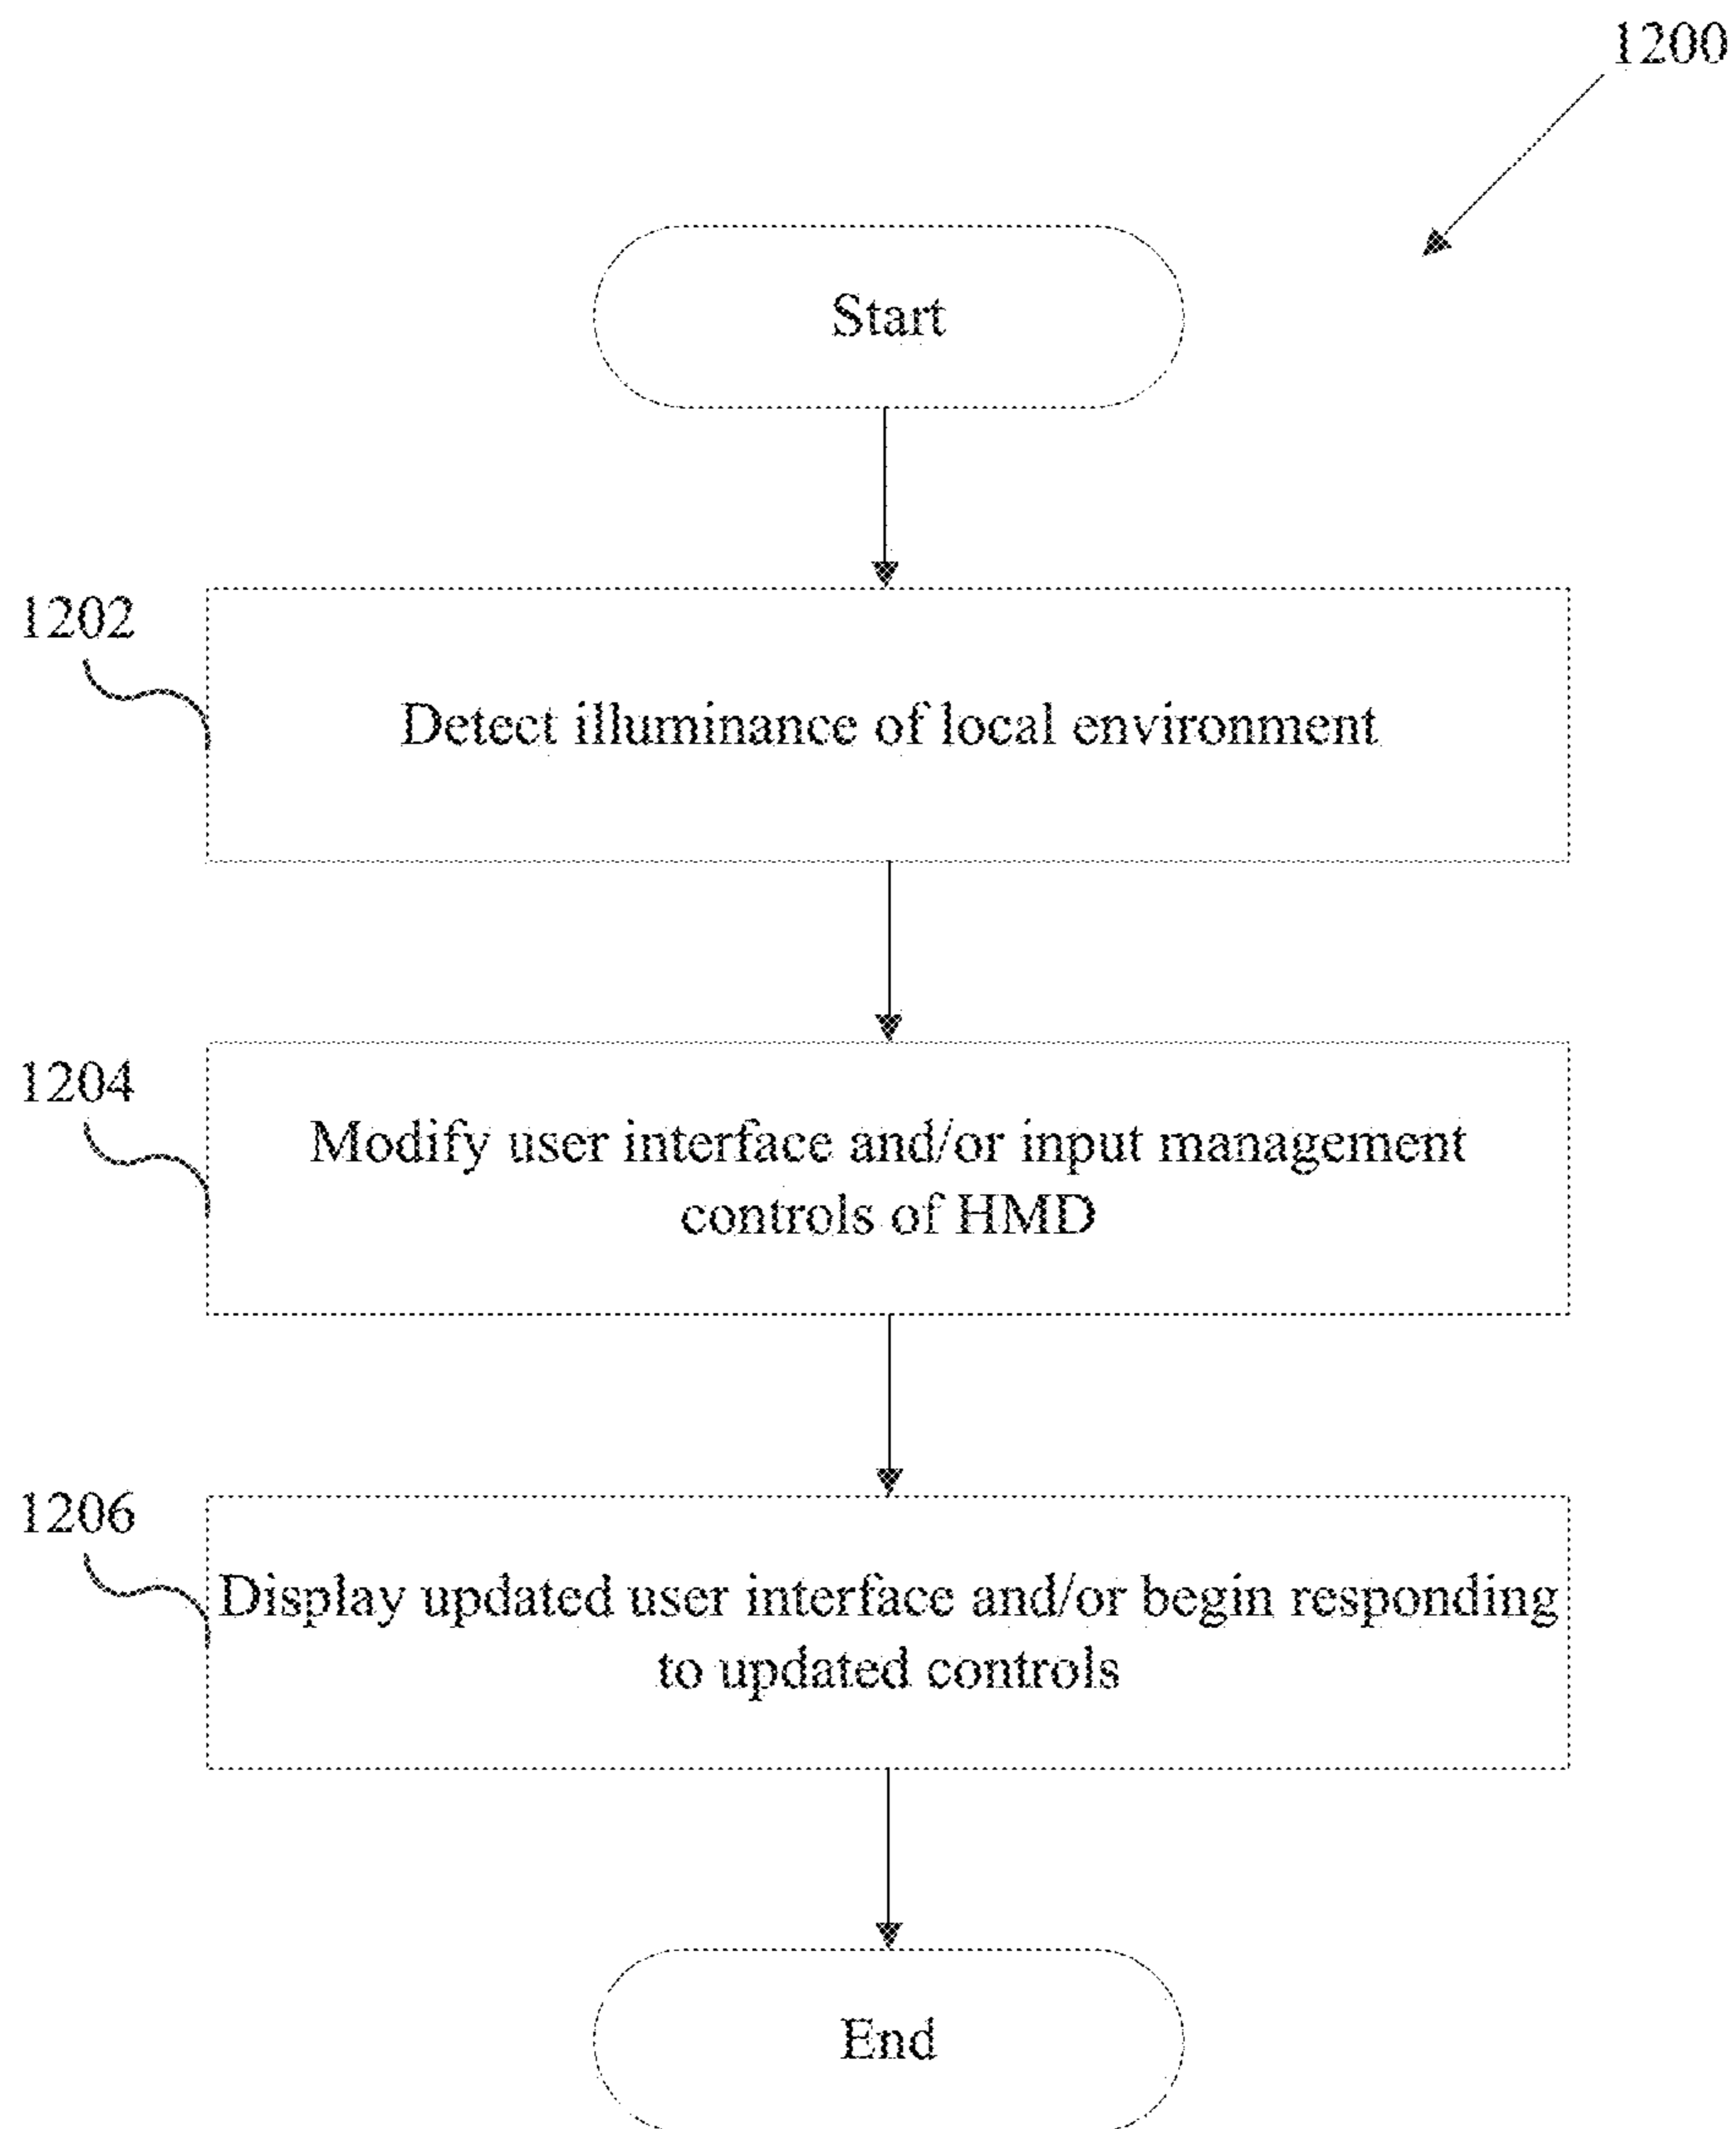 1200
Start
1202
Detect illuminance of local environment
1204
Modify user interface and/or input management
controls of HMD
1206
Display updated user interface and/or begin responding
to updated controls
End